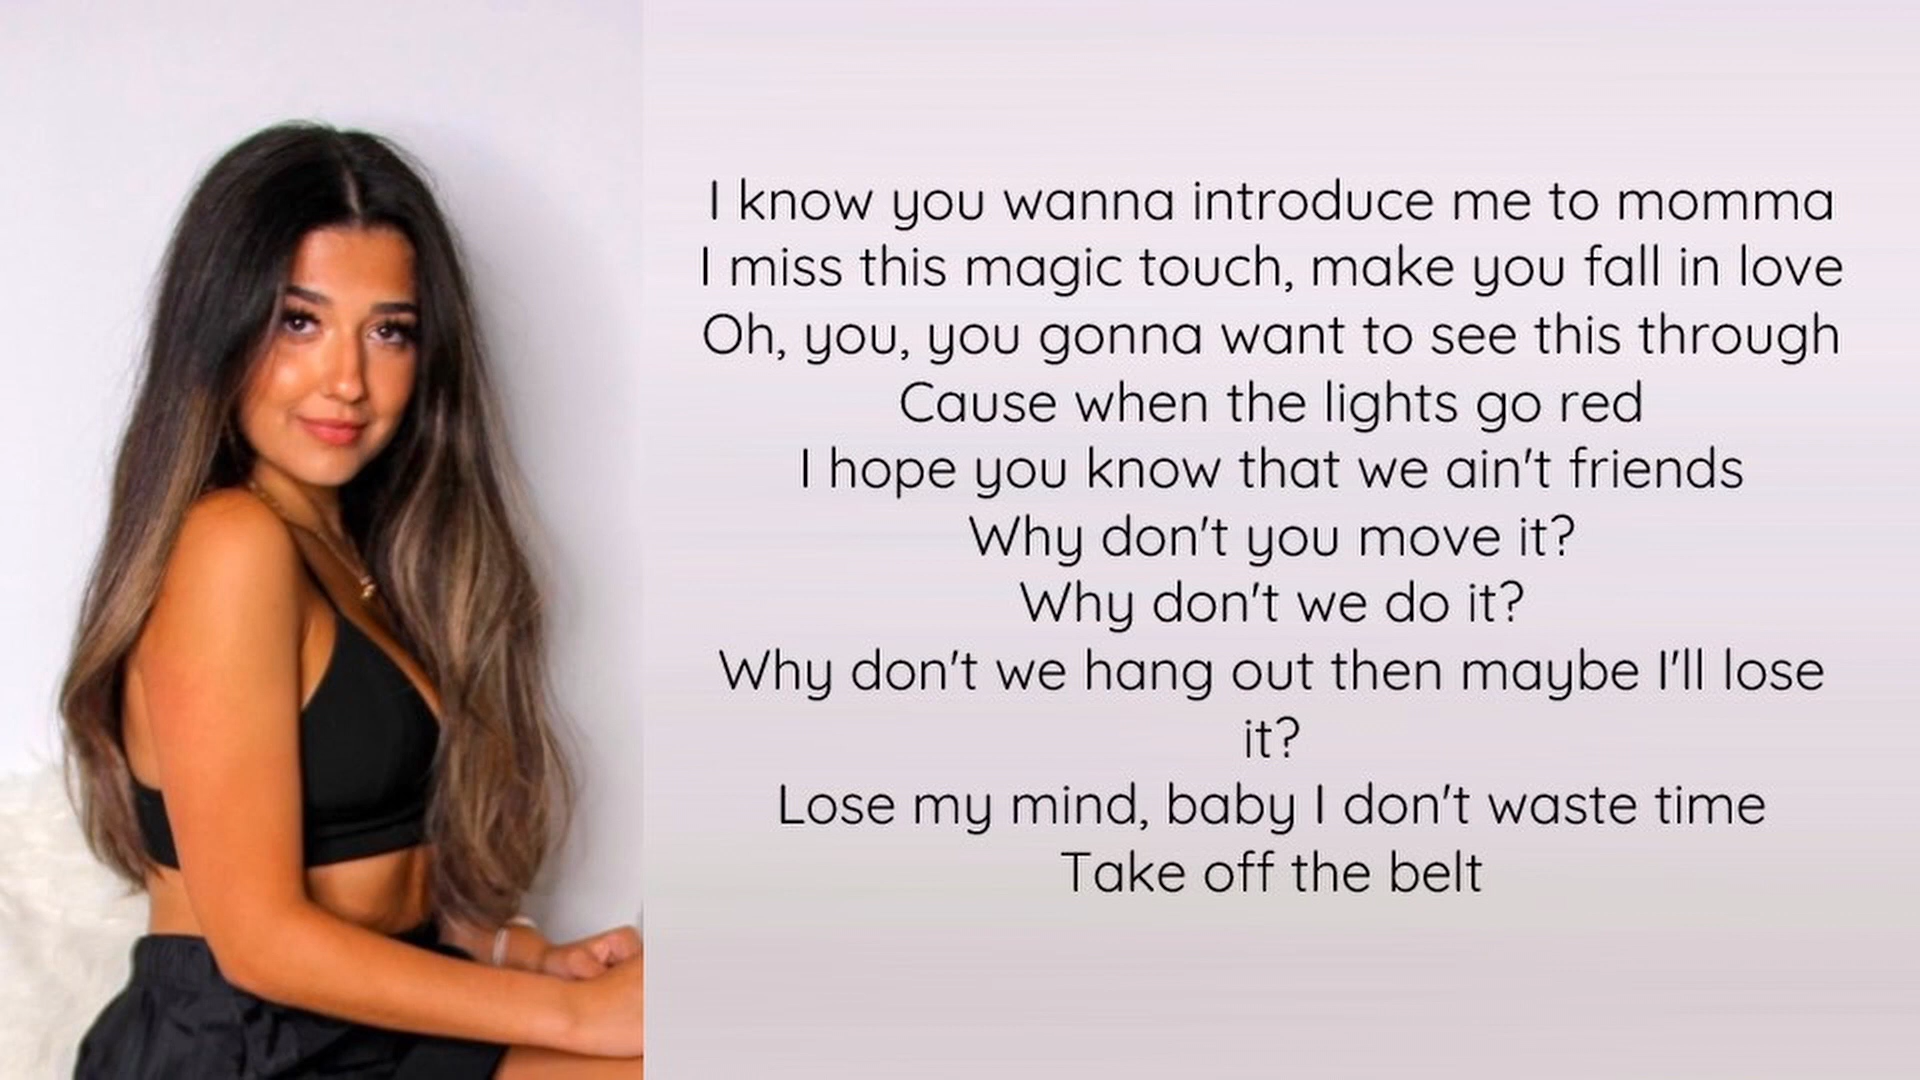 I know you wanna introduce me to momma
I miss this magic touch, make you fall in love
Oh, you, you gonna want to see this through
Cause when the lights go red
I hope you know that we ain't friends
Why don't you move it?
Why don't we do it?
Why don't we hang out then maybe I'll lose
it?
Lose my mind, baby I don't waste time
Take off the belt